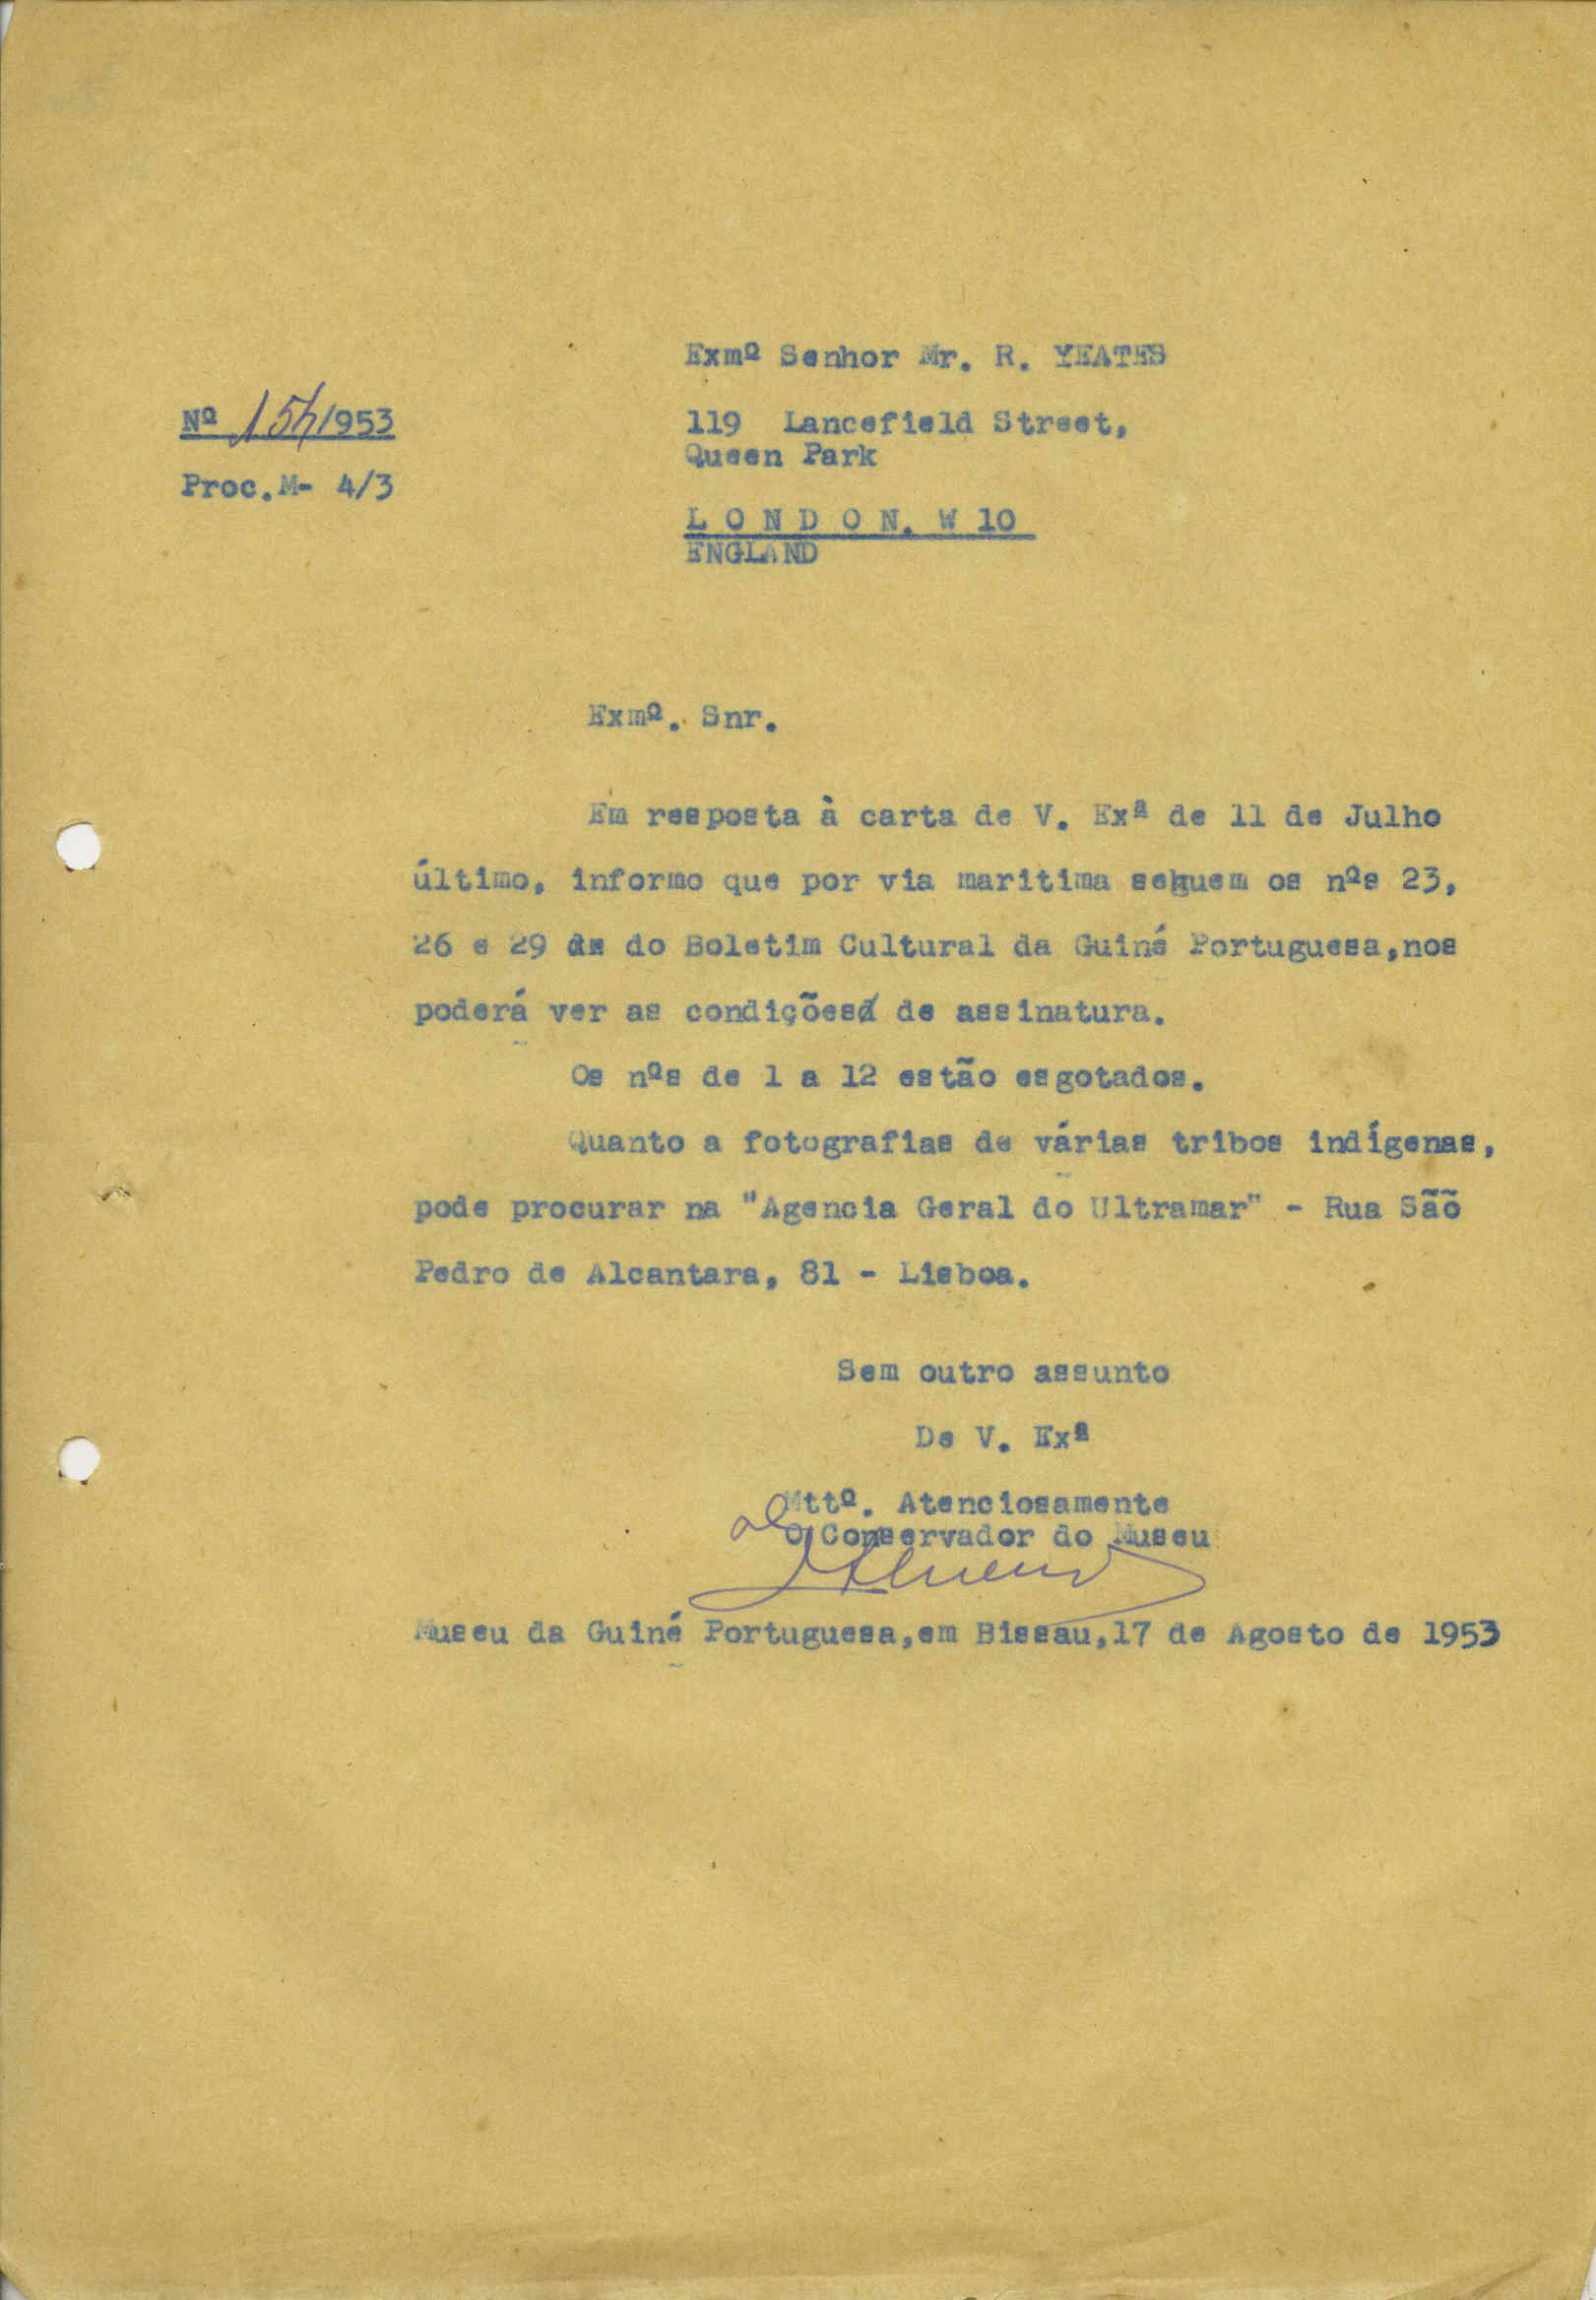 Exmº Senhor Mr. R. YEATES
Nº 154/1953
119 Lancefield Street,
Queen Park
Proc.M- 4/3
L O N D O N. W 10
ENGLAND
Exmº. Snr.
Em resposta à carta de V. Exª de 11 de Julho
último, informo que por via maritima seguem os nºs 23,
26 e 29 do Boletim Cultural da Guiné Portuguesa,nos
poderá ver as condições de assinatura.
Os nºs de 1 a 12 estão esgotados.
Quanto a fotografias de várias tribos indígenas,
pode procurar na "Agencia Geral do Ultramar" - Rua Sãõ
Pedro de Alcantara, 81 - Lisboa.
Sem outro assunto
De V. Exª
Mttº. Atenciosamente
O Conservador do Museu
Museu da Guiné Portuguesa,em Bissau,17 de Agosto de 1953